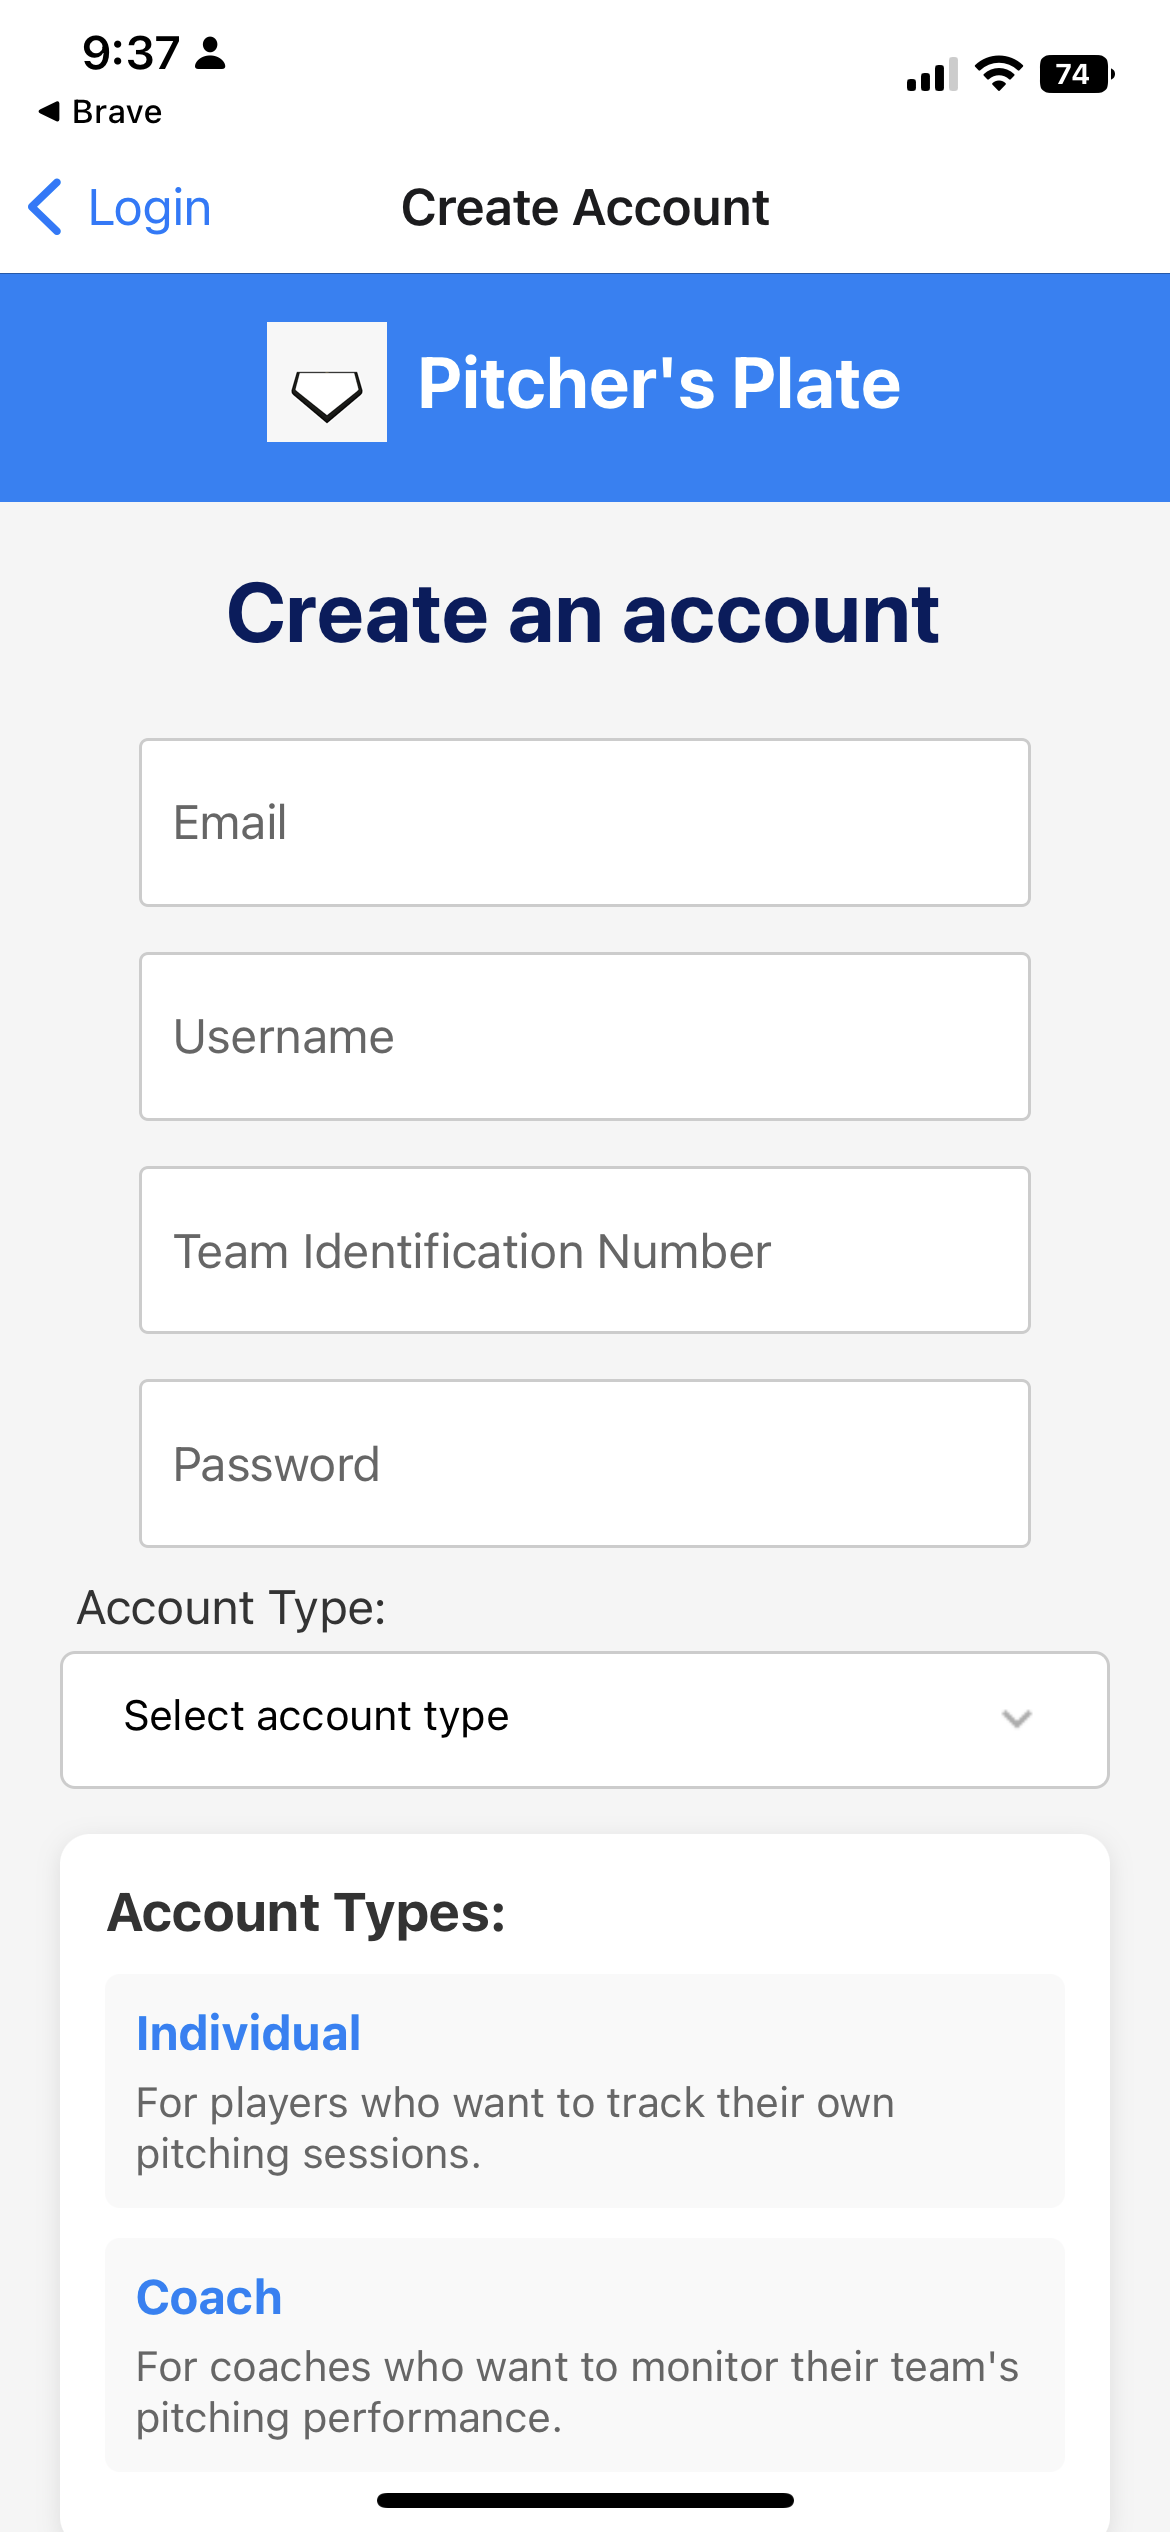 9:37
74
Brave
Login
Create Account
Pitcher's Plate
Create an account
Email
Username
Team Identification Number
Password
Account Type:
Select account type
Account Types:
Individual
For players who want to track their own
pitching sessions.
Coach
For coaches who want to monitor their team's
pitching performance.